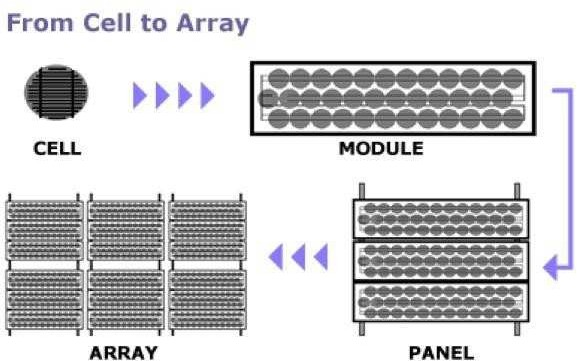 From Cell to Array
CELL
MODULE
ARRAY
PANEL